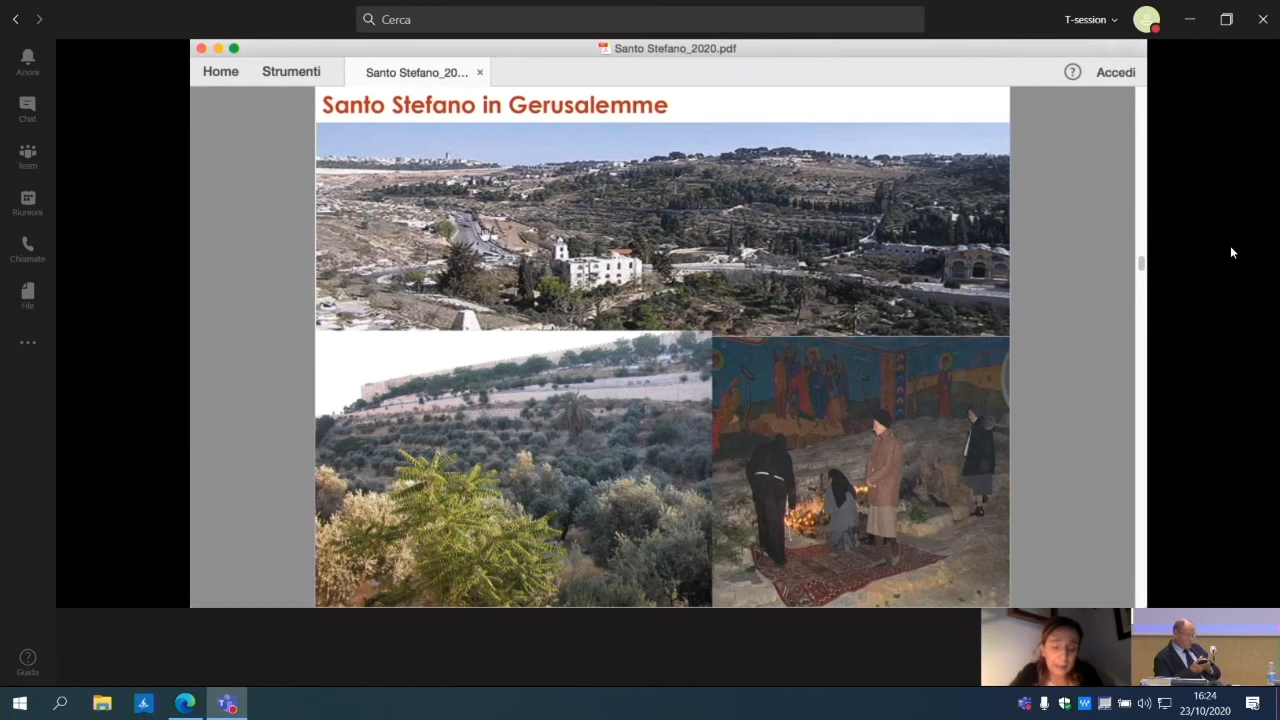 Cerca
T-session
Azioni
Chat
Team
Riunioni
Chiamate
File
Guida
Santo Stefano_2020.pdf
Home
Strumenti
Santo Stefano_20...
×
?
Accedi
Santo Stefano in Gerusalemme
16:24
23/10/2020